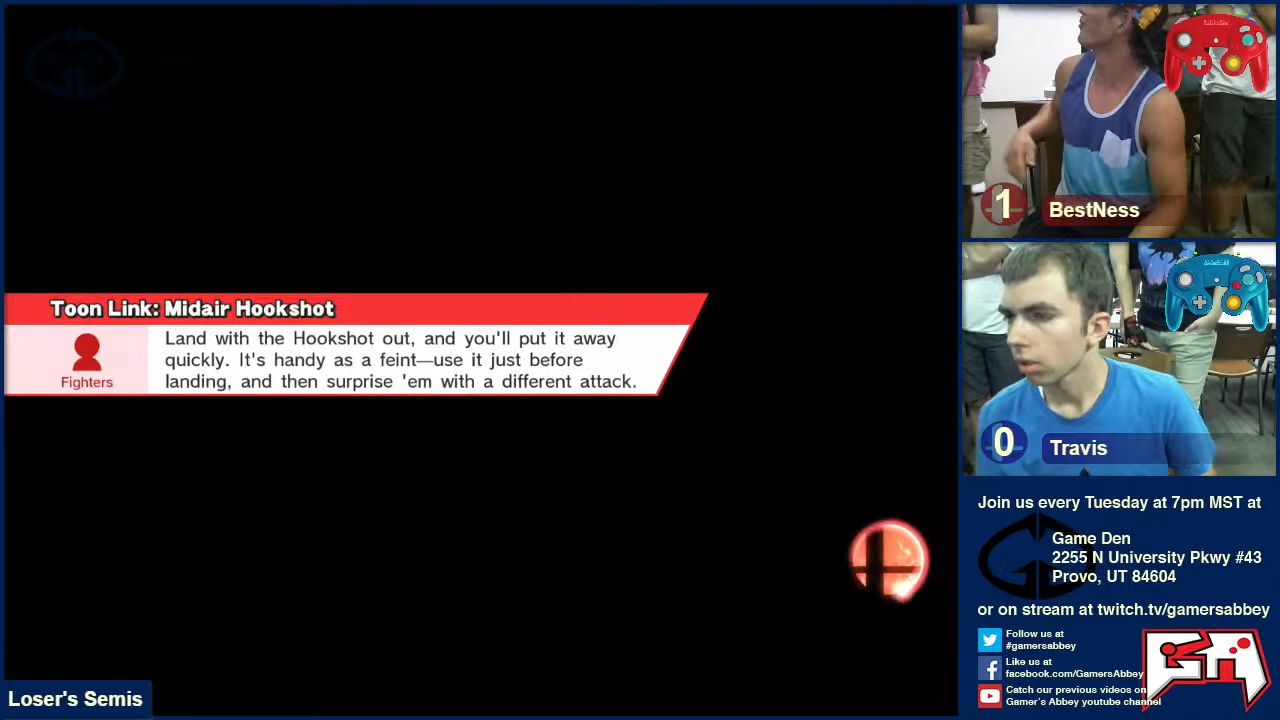 Toon Link: Midair Hookshot
Fighters
Land with the Hookshot out, and you'll put it away
quickly. It's handy as a feint—use it just before
landing, and then surprise 'em with a different attack.
Loser's Semis
1
BestNess
0
Travis
Join us every Tuesday at 7pm MST at
Game Den
2255 N University Pkwy #43
Provo, UT 84604
or on stream at twitch.tv/gamersabbey
Follow us at
#gamersabbey
Like us at
facebook.com/GamersAbbey
Catch our previous videos on
Gamer's Abbey youtube channel